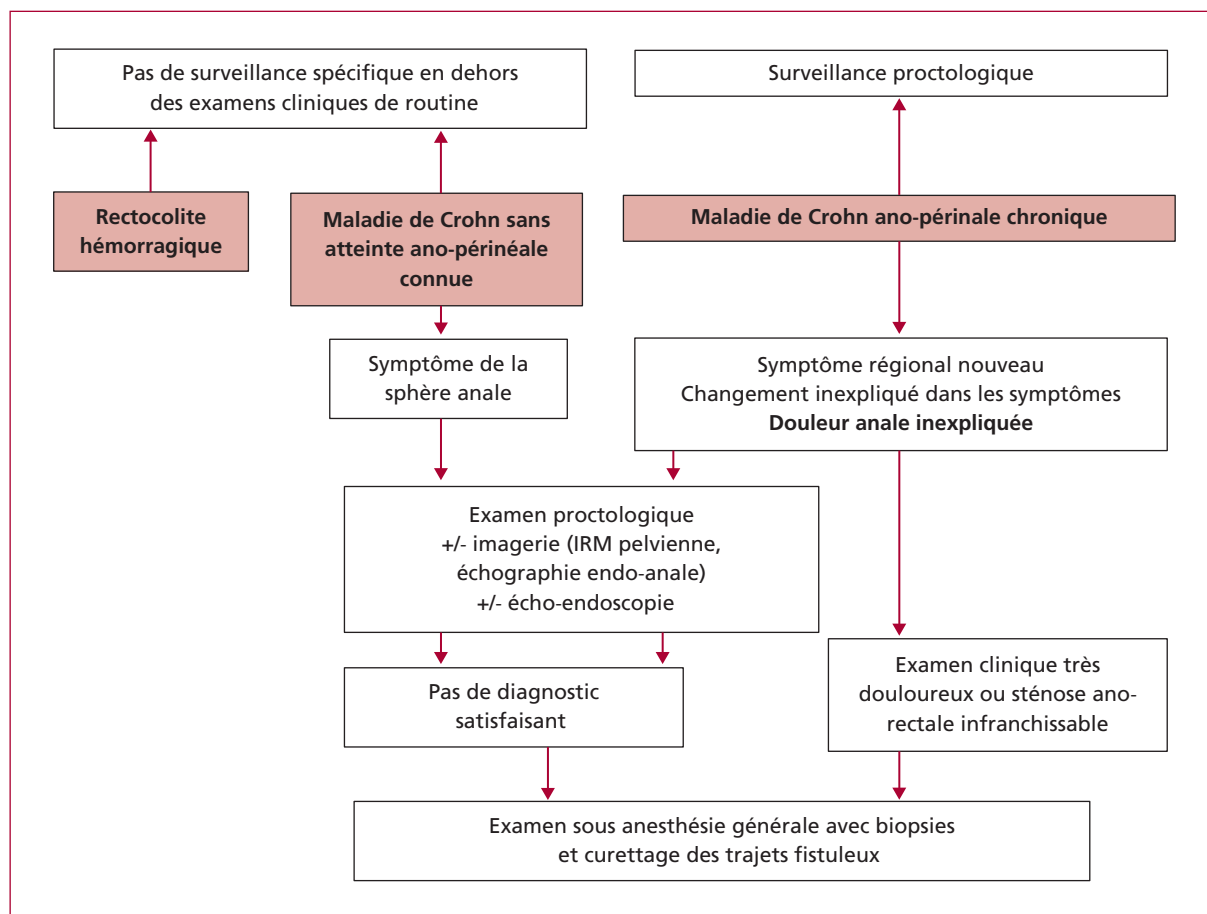 Pas de surveillance spécifique en dehors
des examens cliniques de routine
Surveillance proctologique
Rectocolite
hémorragique
Maladie de Crohn sans
atteinte ano-périnéale
connue
Maladie de Crohn ano-périnale chronique
Symptôme de la
sphère anale
Symptôme régional nouveau
Changement inexpliqué dans les symptômes
Douleur anale inexpliquée
Examen proctologique
+/- imagerie (IRM pelvienne,
échographie endo-anale)
+/- écho-endoscopie
Pas de diagnostic
satisfaisant
Examen clinique très
douloureux ou sténose ano-
rectale infranchissable
Examen sous anesthésie générale avec biopsies
et curettage des trajets fistuleux